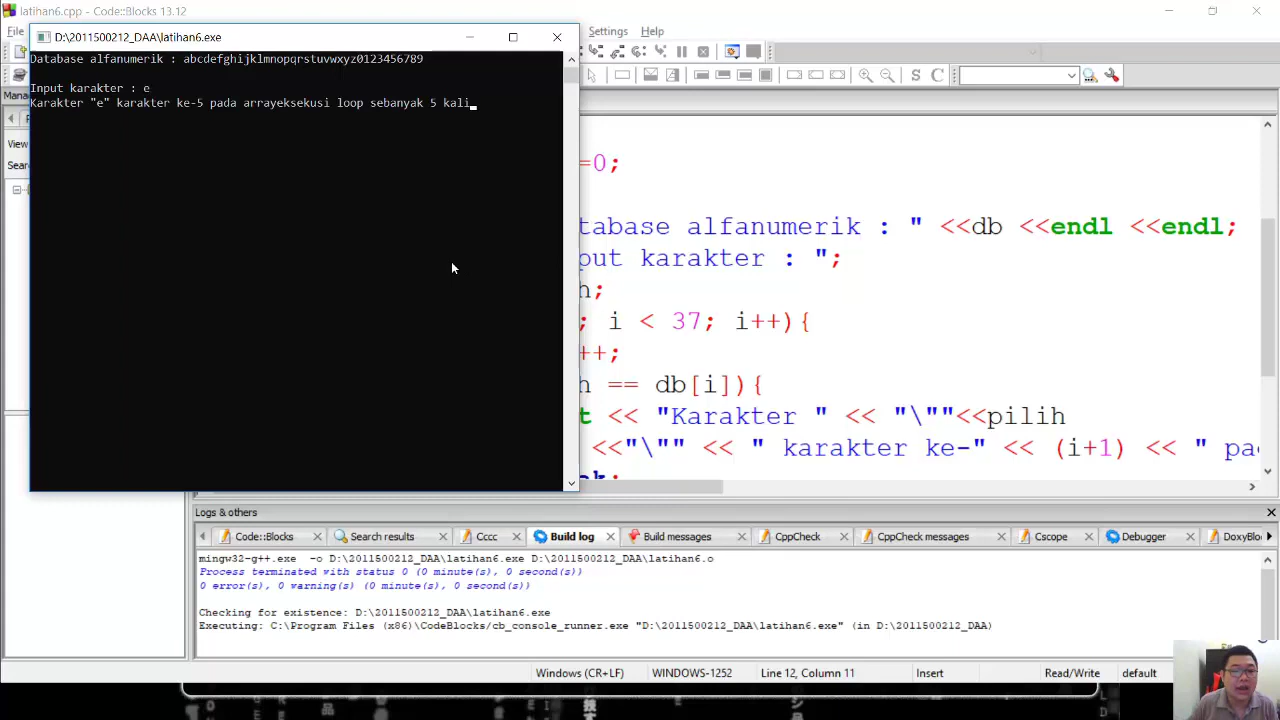 latihan6.cpp - Code::Blocks 13.12
File
Settings Help
D:\2011500212_DAA\latihan6.exe
Database alfanumerik : abcdefghijklmnopqrstuvwxyz0123456789
Input karakter : e
Karakter "e" karakter ke-5 pada arrayeksekusi loop sebanyak 5 kali
S C
Mana
View
Sear
=0;
tabase alfanumerik : " <<db <<endl <<endl;
put karakter : ";
h;
; i < 37; i++){
++;
h == db[i]){
t << "Karakter " << "\""<<pilih
<<"\"" << " karakter ke-" << (i+1) << " pa
Logs & others
Code::Blocks Search results Cccc Build log Build messages CppCheck CppCheck messages Cscope Debugger DoxyBlo
mingw32-g++.exe -o D:\2011500212_DAA\latihan6.exe D:\2011500212_DAA\latihan6.o
Process terminated with status 0 (0 minute(s), 0 second(s))
0 error(s), 0 warning(s) (0 minute(s), 0 second(s))
Checking for existence: D:\2011500212_DAA\latihan6.exe
Executing: C:\Program Files (x86)\CodeBlocks/cb_console_runner.exe "D:\2011500212_DAA\latihan6.exe" (in D:\2011500212_DAA)
Windows (CR+LF) WINDOWS-1252 Line 12, Column 11 Insert Read/Write default